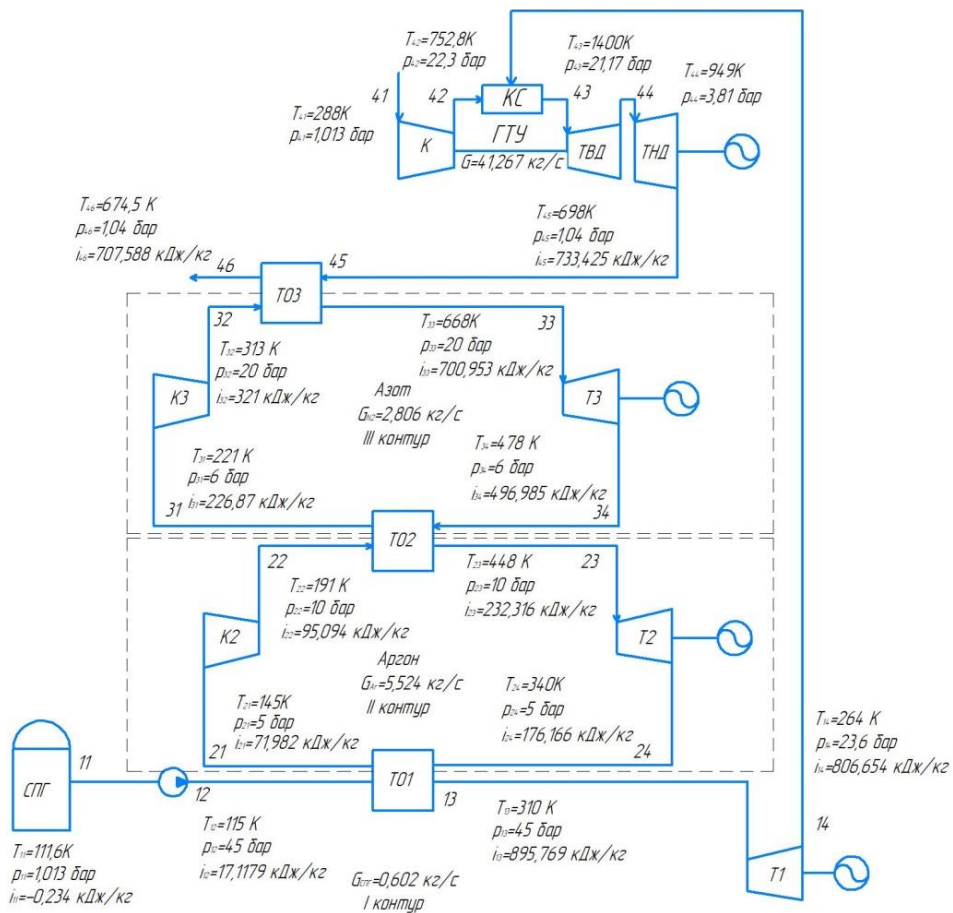 T₄₂=752,8K
p₄₂=22,3 бар
T₄₃=1400K
p₄₃=21,17 бар
T₄₄=949K
p₄₄=3,81 бар
41
42
КС
43
44
T₄₁=288K
p₄₁=1,013 бар
ГТУ
К
ТВД
ТНД
G=41,267 кг/с
T₄₆=674,5 K
p₄₆=1,04 бар
i₄₆=707,588 кДж/кг
T₄₅=698K
p₄₅=1,04 бар
i₄₅=733,425 кДж/кг
46
45
ТО3
32
33
T₃₂=313 K
p₃₂=20 бар
i₃₂=321 кДж/кг
T₃₃=668K
p₃₃=20 бар
i₃₃=700,953 кДж/кг
К3
Т3
Азот
G_N2=2,806 кг/с
III контур
T₃₁=221 K
p₃₁=6 бар
i₃₁=226,87 кДж/кг
T₃₄=478 K
p₃₄=6 бар
i₃₄=496,985 кДж/кг
31
34
ТО2
22
23
T₂₂=191 K
p₂₂=10 бар
i₂₂=95,094 кДж/кг
T₂₃=448 K
p₂₃=10 бар
i₂₃=232,316 кДж/кг
К2
Т2
Аргон
G_Ar=5,524 кг/с
II контур
T₂₁=145K
p₂₁=5 бар
i₂₁=71,982 кДж/кг
T₂₄=340K
p₂₄=5 бар
i₂₄=176,166 кДж/кг
21
24
T₁₄=264 K
p₁₄=23,6 бар
i₁₄=806,654 кДж/кг
СПГ
11
12
ТО1
13
14
T₁₁=111,6K
p₁₁=1,013 бар
i₁₁=-0,234 кДж/кг
T₁₂=115 K
p₁₂=45 бар
i₁₂=17,1179 кДж/кг
T₁₃=310 K
p₁₃=45 бар
i₁₃=895,769 кДж/кг
Т1
G_СПГ=0,602 кг/с
I контур